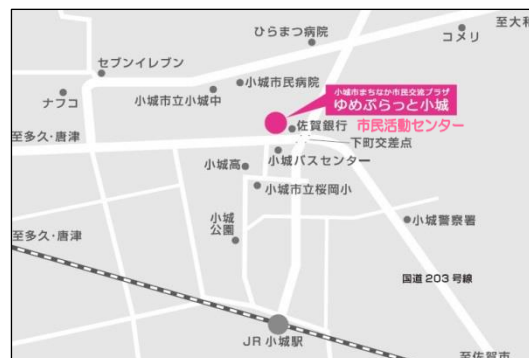 至大和
ひらまつ病院
コメリ
セブンイレブン
小城市民病院
ナフコ
小城市立小城中
小城市まちなか市民交流プラザ
ゆめぷらっと小城
佐賀銀行
市民活動センター
至多久・唐津
下町交差点
小城高
小城バスセンター
小城市立桜岡小
小城
公園
小城警察署
至多久・唐津
国道203号線
JR 小城駅
至佐賀市